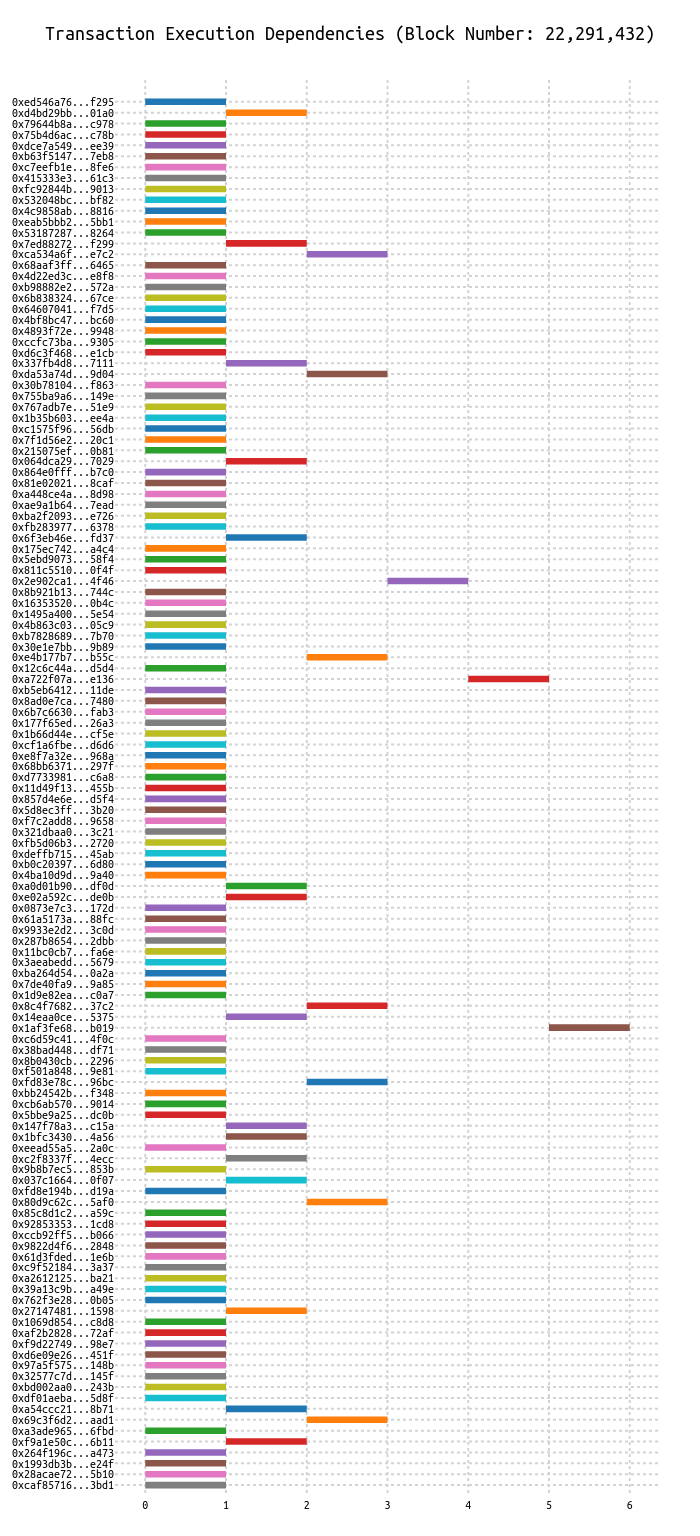 Transaction Execution Dependencies (Block Number: 22,291,432)
0xed546a76...f295
0xd4bd29bb...01a0
0x79644b8a...c978
0x75b4d6ac...c78b
0xdce7a549...ee39
0xb63f5147...7eb8
0xc7eefb1e...8fe6
0x415333e3...61c3
0xfc92844b...9013
0x532048bc...bf82
0x4c9858ab...8816
0xeab5bbb2...5bb1
0x53187287...8264
0x7ed88272...f299
0xca534a6f...e7c2
0x68aaf3ff...6465
0x4d22ed3c...e8f8
0xb98882e2...572a
0x6b838324...67ce
0x64607041...f7d5
0x4bf8bc47...bc60
0x4893f72e...9948
0xccfc73ba...9305
0xd6c3f468...e1cb
0x337fb4d8...7111
0xda53a74d...9d04
0x30b78104...f863
0x755ba9a6...149e
0x767adb7e...51e9
0x1b35b603...ee4a
0xc1575f96...56db
0x7f1d56e2...20c1
0x215075ef...0b81
0x064dca29...7029
0x864e0fff...b7c0
0x81e02021...8caf
0xa448ce4a...8d98
0xae9a1b64...7ead
0xba2f2093...e726
0xfb283977...6378
0x6f3eb46e...fd37
0x175ec742...a4c4
0x5ebd9073...58f4
0x811c5510...0f4f
0x2e902ca1...4f46
0x8b921b13...744c
0x16353520...0b4c
0x1495a400...5e54
0x4b863c03...05c9
0xb7828689...7b70
0x30e1e7bb...9b89
0xe4b177b7...b55c
0x12c6c44a...d5d4
0xa722f07a...e136
0xb5eb6412...11de
0x8ad0e7ca...7480
0x6b7c6630...fab3
0x177f65ed...26a3
0x1b66d44e...cf5e
0xcf1a6fbe...d6d6
0xe8f7a32e...968a
0x68bb6371...297f
0xd7733981...c6a8
0x11d49f13...455b
0x857d4e6e...d5f4
0x5d8ec3ff...3b20
0xf7c2add8...9658
0x321dbaa0...3c21
0xfb5d06b3...2720
0xdeffb715...45ab
0xb0c20397...6d80
0x4ba10d9d...9a40
0xa0d01b90...df0d
0xe02a592c...de0b
0x0873e7c3...172d
0x61a5173a...88fc
0x9933e2d2...3c0d
0x287b8654...2dbb
0x11bc0cb7...fa6e
0x3aeabedd...5679
0xba264d54...0a2a
0x7de40fa9...9a85
0x1d9e82ea...c0a7
0x8c4f7682...37c2
0x14eaa0ce...5375
0x1af3fe68...b019
0xc6d59c41...4f0c
0x38bad448...df71
0x8b0430cb...2296
0xf501a848...9e81
0xfd83e78c...96bc
0xbb24542b...f348
0xcb6ab570...9014
0x5bbe9a25...dc0b
0x147f78a3...c15a
0x1bfc3430...4a56
0xeead55a5...2a0c
0xc2f8337f...4ecc
0x9b8b7ec5...853b
0x037c1664...0f07
0xfd8e194b...d19a
0x80d9c62c...5af0
0x85c8d1c2...a59c
0x92853353...1cd8
0xccb92ff5...b066
0x9822d4f6...2848
0x61d3fded...1e6b
0xc9f52184...3a37
0xa2612125...ba21
0x39a13c9b...a49e
0x762f3e28...0b05
0x27147481...1598
0x1069d854...c8d8
0xaf2b2828...72af
0xf9d22749...98e7
0xd6e09e26...451f
0x97a5f575...148b
0x32577c7d...145f
0xbd002aa0...243b
0xdf01aeba...5d8f
0xa54ccc21...8b71
0x69c3f6d2...aad1
0xa3ade965...6fbd
0xf9a1e50c...6b11
0x264f196c...a473
0x1993db3b...e24f
0x28acae72...5b10
0xcaf85716...3bd1
0 1 2 3 4 5 6